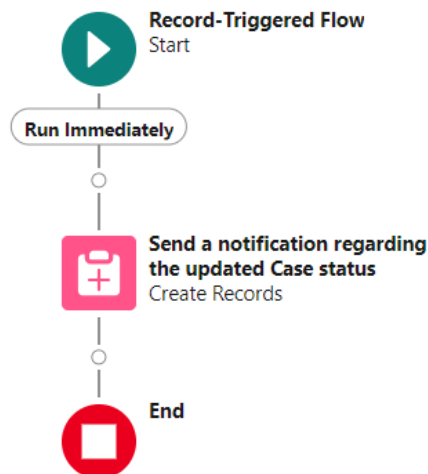 Record-Triggered Flow
Start
Run Immediately
Send a notification regarding
the updated Case status
Create Records
End